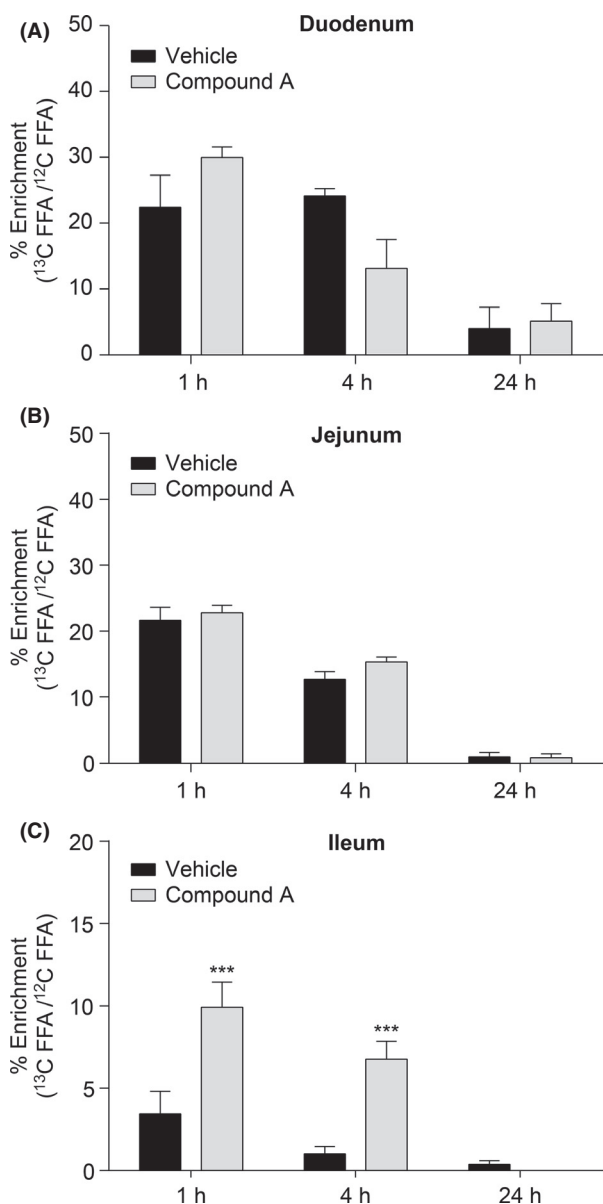 (A)
Duodenum
Vehicle
Compound A
% Enrichment
(¹³C FFA /¹²C FFA)
50
40
30
20
10
0
1 h 4 h 24 h
(B)
Jejunum
Vehicle
Compound A
% Enrichment
(¹³C FFA /¹²C FFA)
50
40
30
20
10
0
1 h 4 h 24 h
(C)
Ileum
Vehicle
Compound A
% Enrichment
(¹³C FFA /¹²C FFA)
20
15
10
5
0
***
***
1 h 4 h 24 h